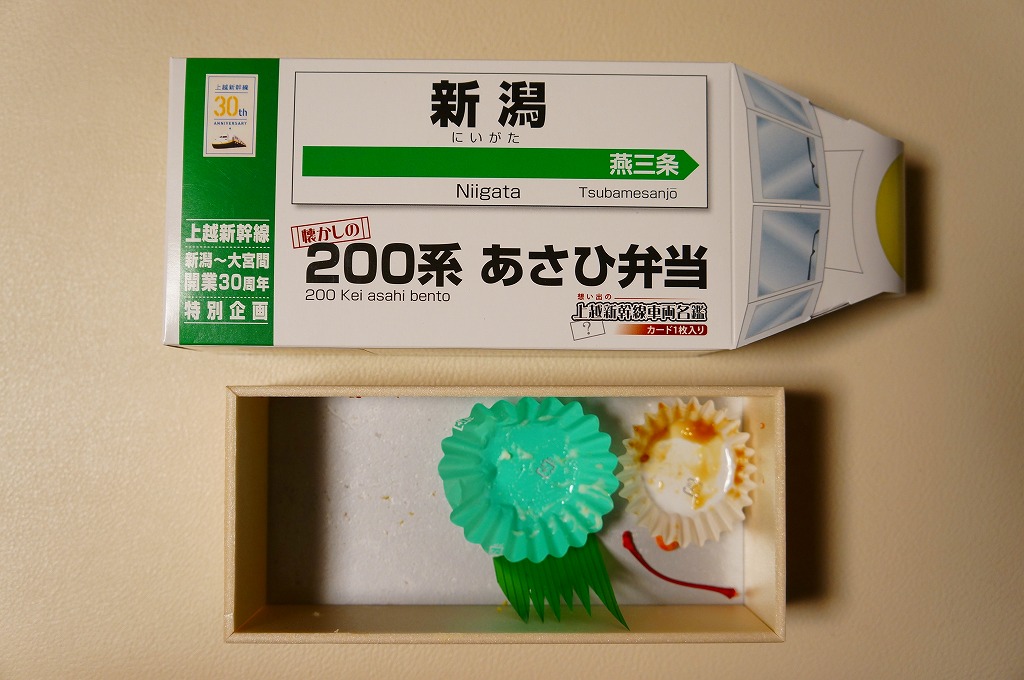 上越新幹線
30th
ANNIVERSARY
上越新幹線
新潟〜大宮間
開業30周年
特別企画
新潟
にいがた
燕三条
Niigata
Tsubamesanjō
懐かしの
200系 あさひ弁当
200 Kei asahi bento
想い出の
上越新幹線車両名鑑
?
カード1枚入り